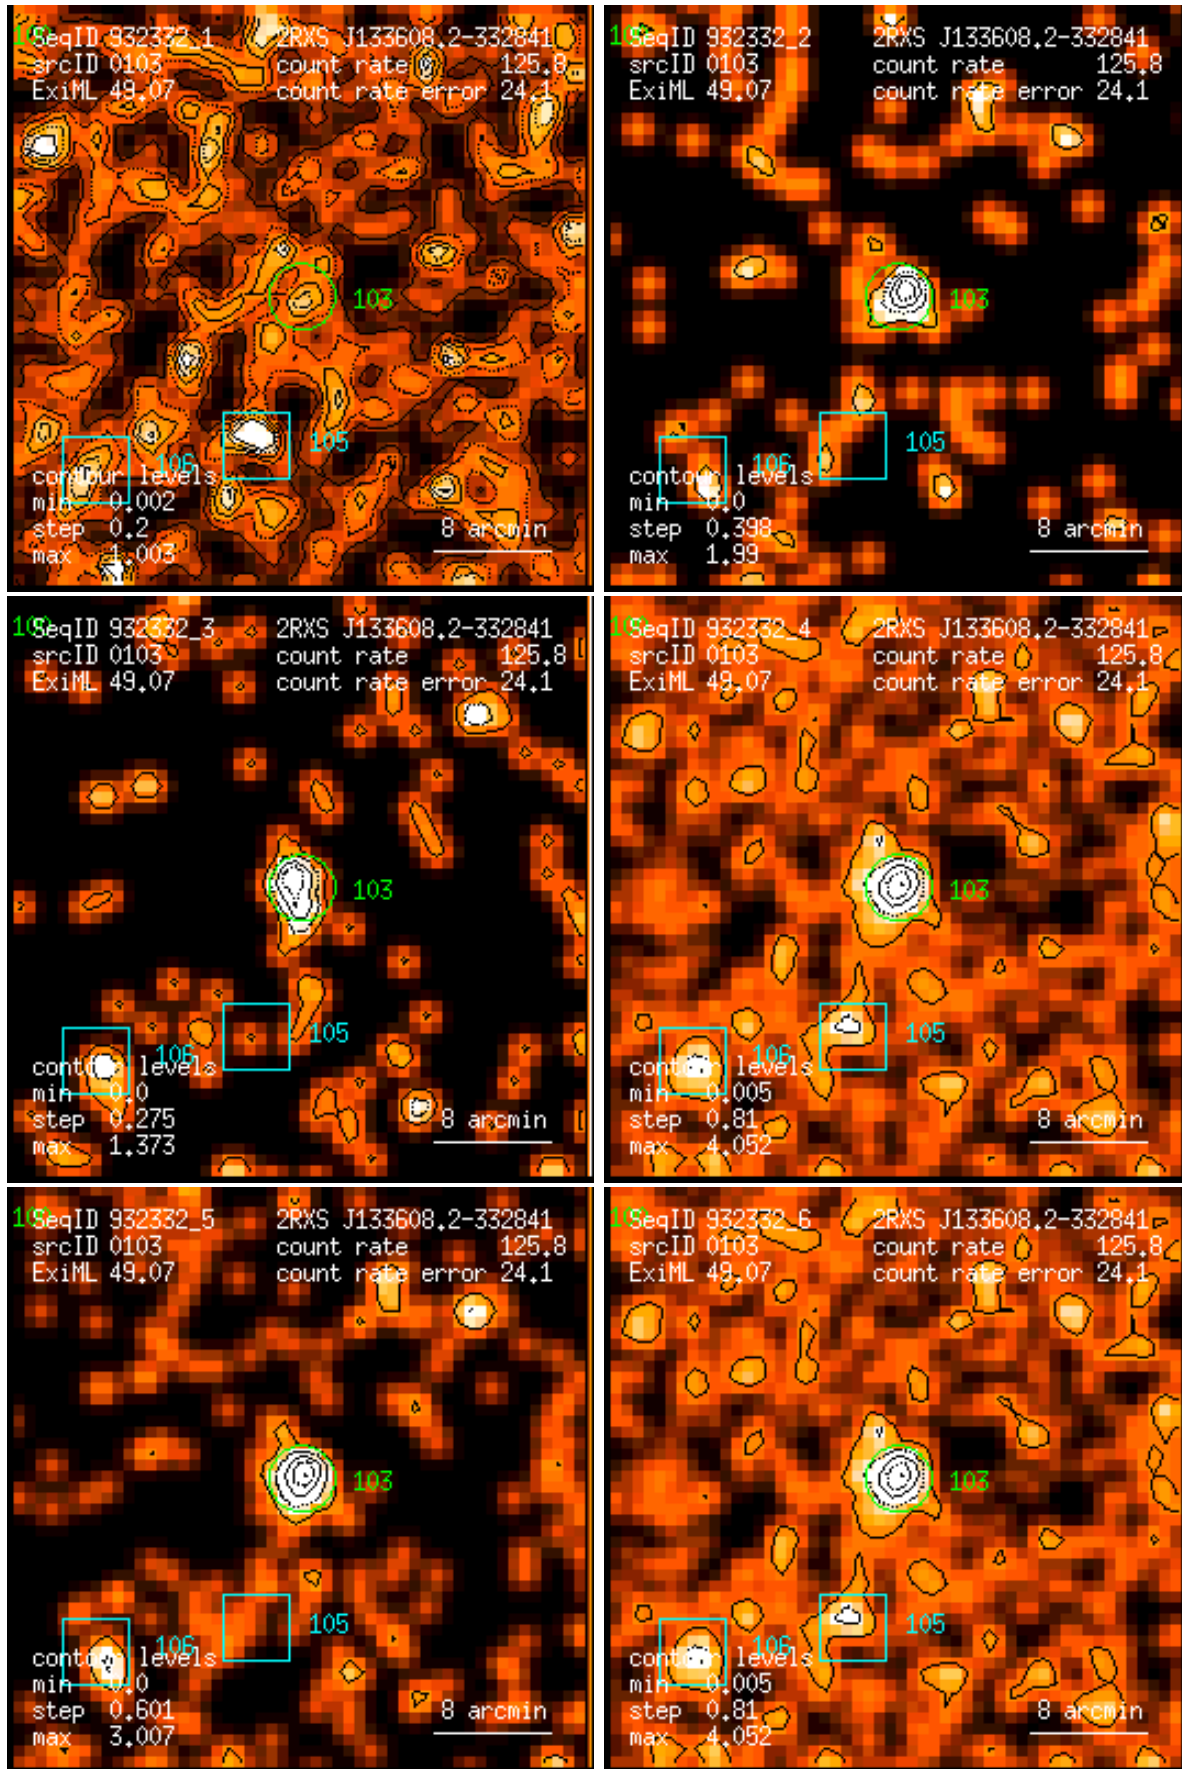 SeqID 932332_1 2RXS J133608.2-332841
srcID 0103 count rate 125.8
ExiML 49.07 count rate error 24.1
103
105
106
contour levels
min 0.002
step 0.2 8 arcmin
max 1.003
SeqID 932332_2 2RXS J133608.2-332841
srcID 0103 count rate 125.8
ExiML 49.07 count rate error 24.1
103
105
106
contour levels
min 0.0
step 0.398 8 arcmin
max 1.99
SeqID 932332_3 2RXS J133608.2-332841
srcID 0103 count rate 125.8
ExiML 49.07 count rate error 24.1
103
105
106
contour levels
min 0.0
step 0.275 8 arcmin
max 1.373
SeqID 932332_4 2RXS J133608.2-332841
srcID 0103 count rate 125.8
ExiML 49.07 count rate error 24.1
103
105
106
contour levels
min 0.005
step 0.81 8 arcmin
max 4.052
SeqID 932332_5 2RXS J133608.2-332841
srcID 0103 count rate 125.8
ExiML 49.07 count rate error 24.1
103
105
106
contour levels
min 0.0
step 0.601 8 arcmin
max 3.007
SeqID 932332_6 2RXS J133608.2-332841
srcID 0103 count rate 125.8
ExiML 49.07 count rate error 24.1
103
105
106
contour levels
min 0.005
step 0.81 8 arcmin
max 4.052